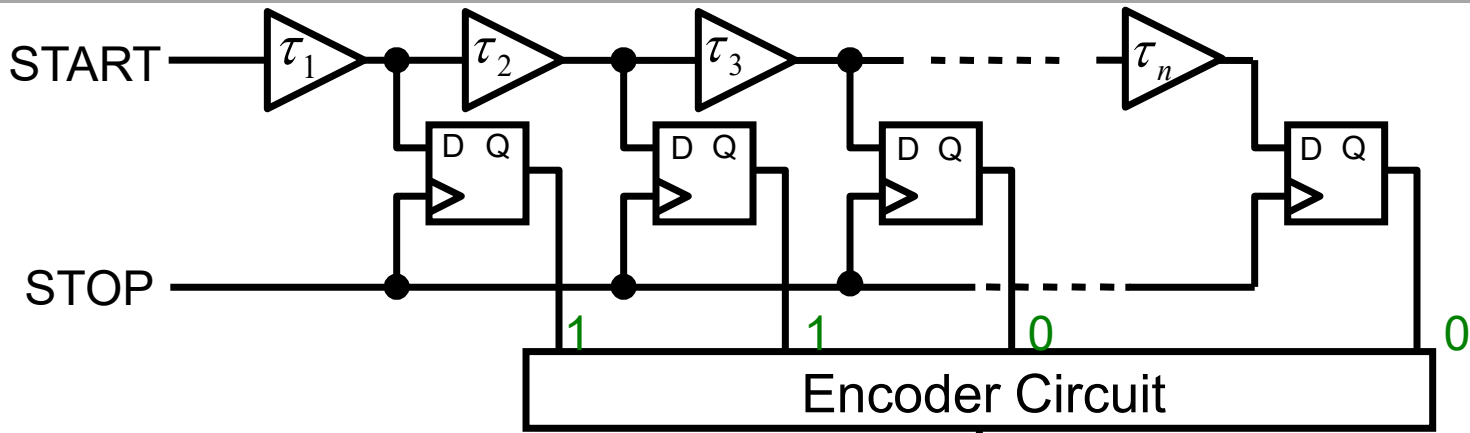 START τ1 τ2 τ3 τn
D Q D Q D Q D Q
STOP
1 1 0 0
Encoder Circuit